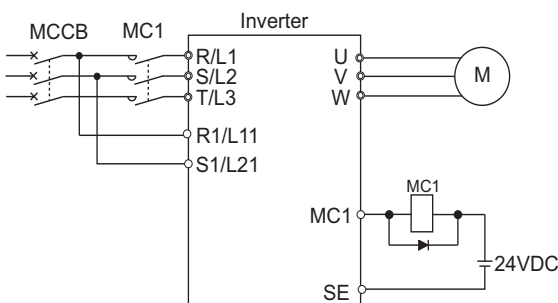 Inverter
MCCB
MC1
R/L1
S/L2
T/L3
R1/L11
S1/L21
U
V
W
M
MC1
MC1
24VDC
SE